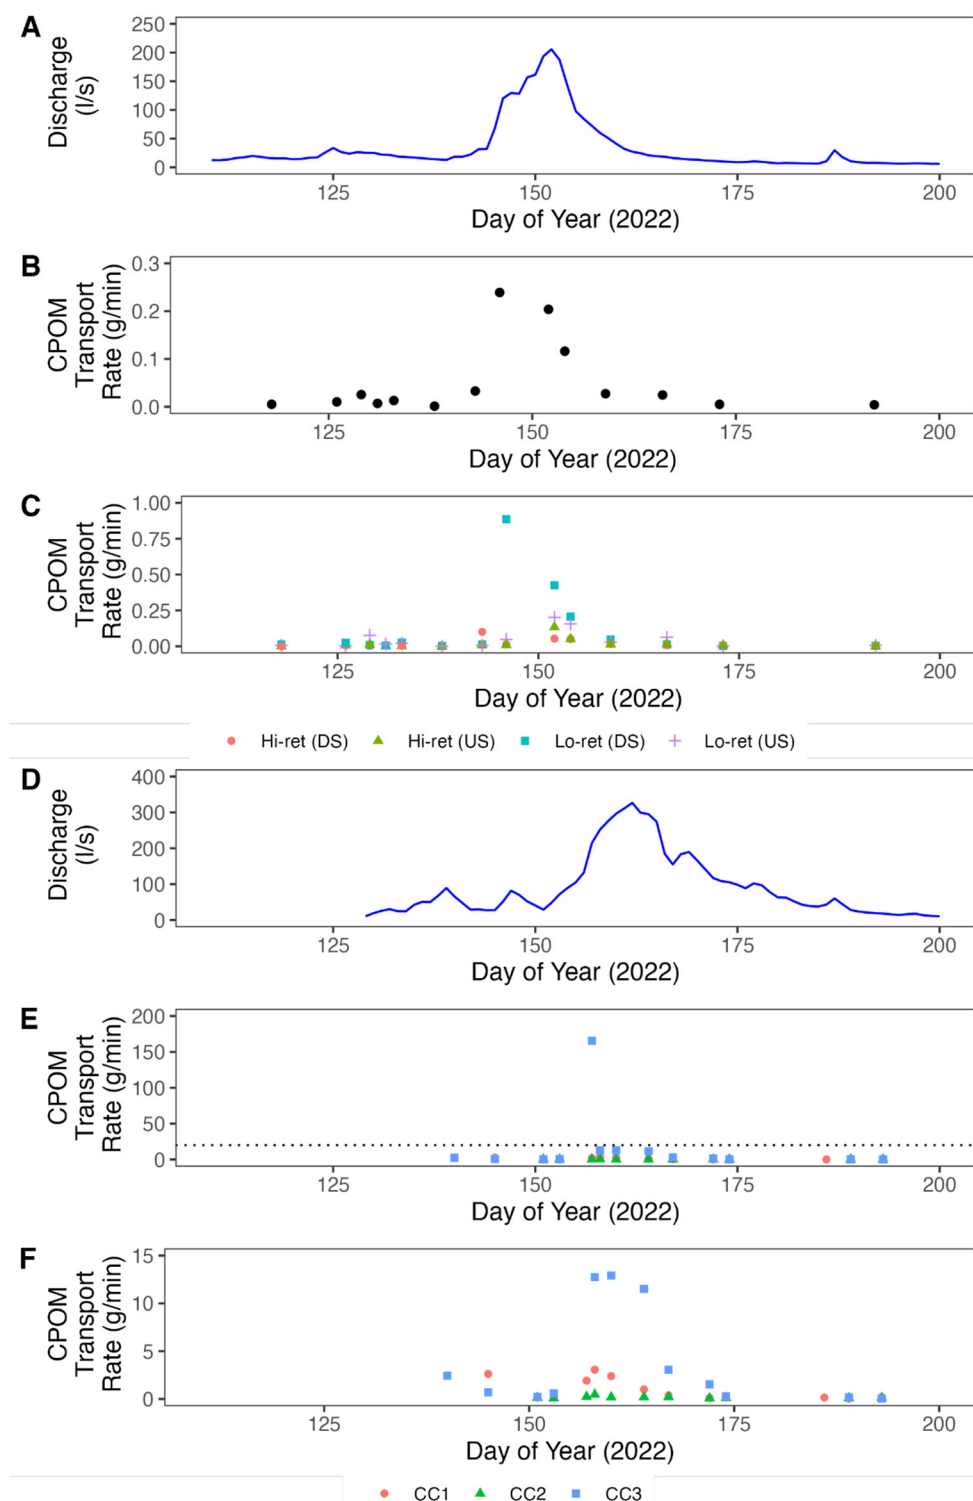 A
Discharge
(l/s)
250
200
150
100
50
0
125 150 175 200
Day of Year (2022)
B
CPOM
Transport
Rate (g/min)
0.3
0.2
0.1
0.0
125 150 175 200
Day of Year (2022)
C
CPOM
Transport
Rate (g/min)
1.00
0.75
0.50
0.25
0.00
125 150 175 200
Day of Year (2022)
Hi-ret (DS) Hi-ret (US) Lo-ret (DS) Lo-ret (US)
D
Discharge
(l/s)
400
300
200
100
0
125 150 175 200
Day of Year (2022)
E
CPOM
Transport
Rate (g/min)
200
150
100
50
0
125 150 175 200
Day of Year (2022)
F
CPOM
Transport
Rate (g/min)
15
10
5
0
125 150 175 200
Day of Year (2022)
CC1 CC2 CC3